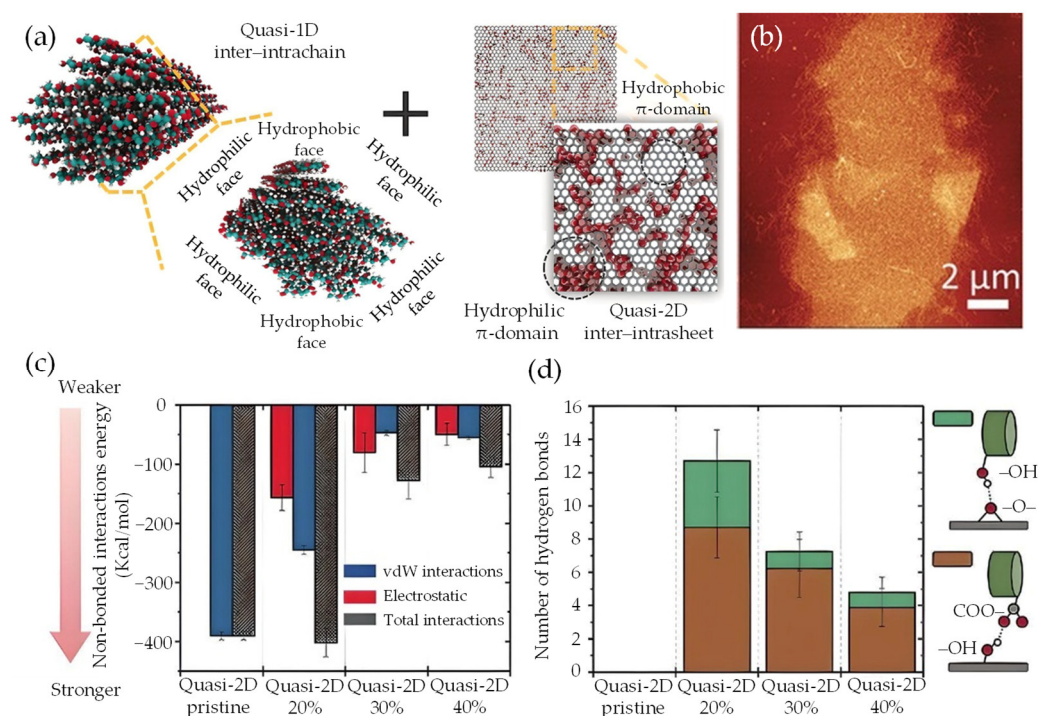 (a)
Quasi-1D
inter–intrachain
Hydrophobic
face
Hydrophilic
face
Hydrophilic
face
Hydrophilic
face
Hydrophilic
face
Hydrophobic
face
+
Hydrophobic
π-domain
Hydrophilic
π-domain
Quasi-2D
inter–intrasheet
(b)
2 μm
(c)
Weaker
Stronger
Non-bonded interactions energy
(Kcal/mol)
0
−100
−200
−300
−400
vdW interactions
Electrostatic
Total interactions
Quasi-2D
pristine
Quasi-2D
20%
Quasi-2D
30%
Quasi-2D
40%
(d)
Number of hydrogen bonds
16
14
12
10
8
6
4
2
0
Quasi-2D
pristine
Quasi-2D
20%
Quasi-2D
30%
Quasi-2D
40%
–OH
–O–
COO–
–OH